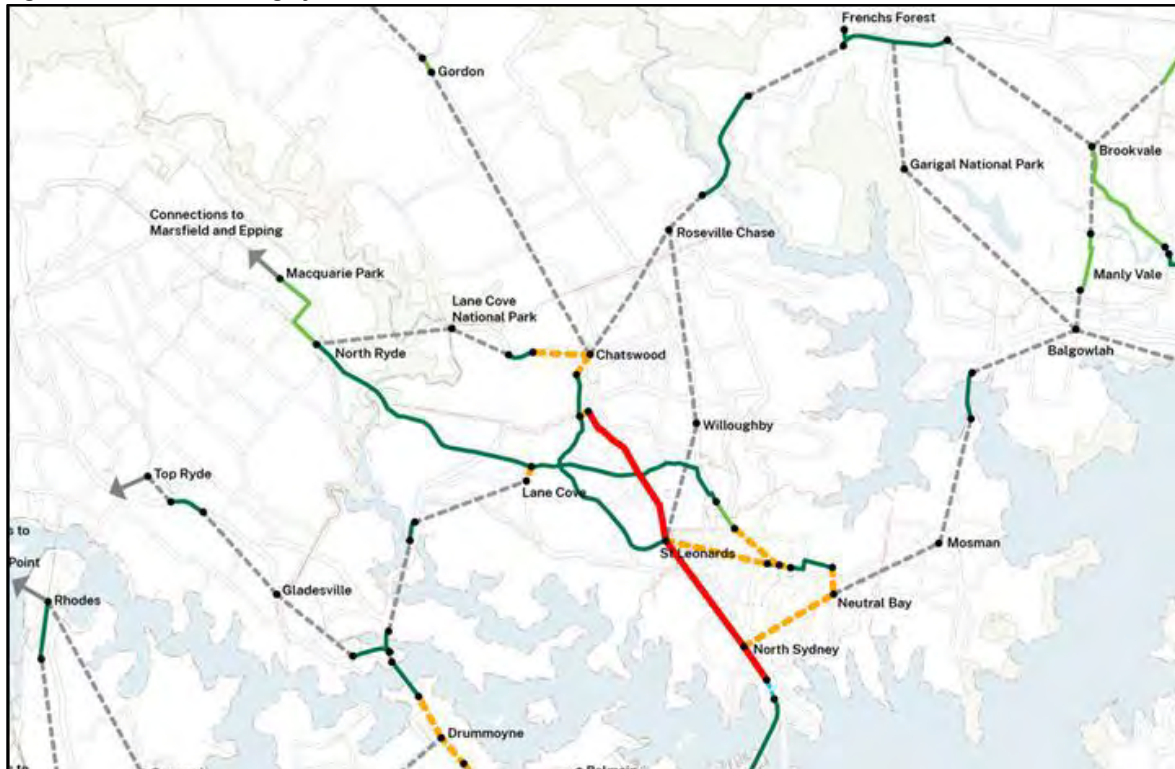 Frenchs Forest
Gordon
Brookvale
Garigal National Park
Connections to
Marsfield and Epping
Roseville Chase
Macquarie Park
Manly Vale
Lane Cove
National Park
North Ryde
Chatswood
Balgowlah
Willoughby
Top Ryde
Lane Cove
s to
St Leonards
Mosman
Point
Gladesville
Rhodes
Neutral Bay
North Sydney
Drummoyne